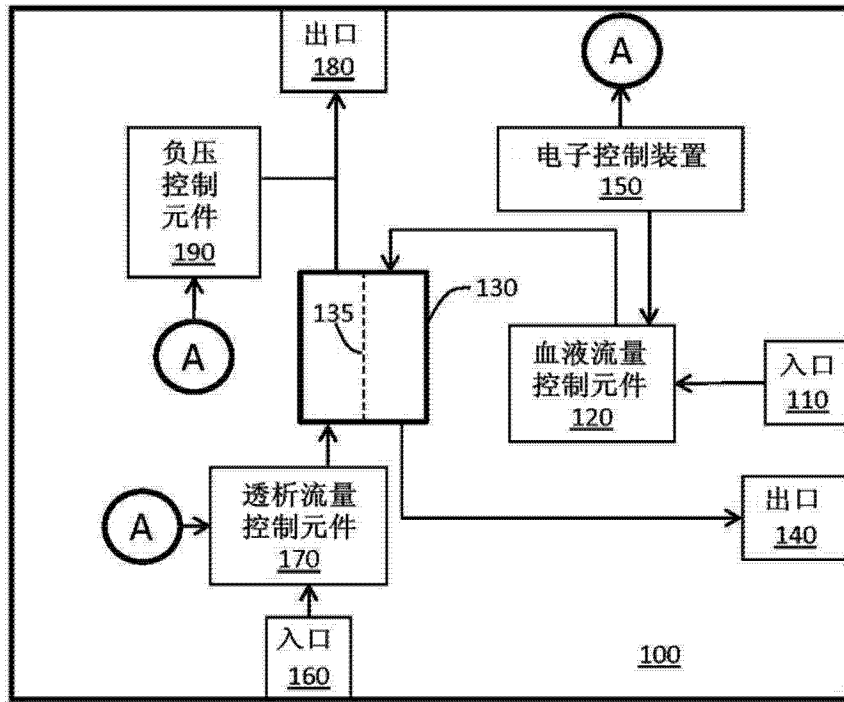 出口
180
A
负压
控制
元件
190
电子控制装置
150
135
130
A
血液流量
控制元件
120
入口
110
A
透析流量
控制元件
170
出口
140
入口
160
100